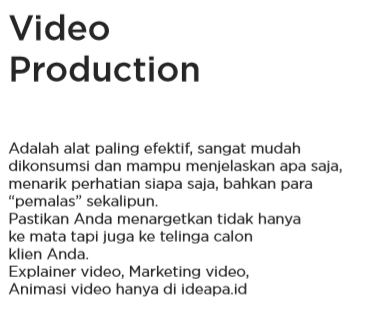 Video
Production
Adalah alat paling efektif, sangat mudah
dikonsumsi dan mampu menjelaskan apa saja,
menarik perhatian siapa saja, bahkan para
“pemalas” sekalipun.
Pastikan Anda menargetkan tidak hanya
ke mata tapi juga ke telinga calon
klien Anda.
Explainer video, Marketing video,
Animasi video hanya di ideapa.id